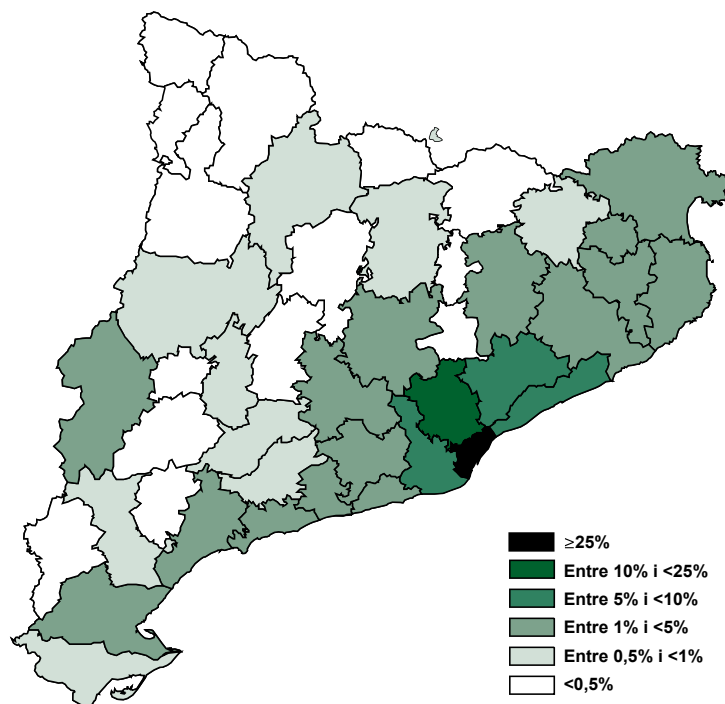 ≥25%
Entre 10% i <25%
Entre 5% i <10%
Entre 1% i <5%
Entre 0,5% i <1%
<0,5%